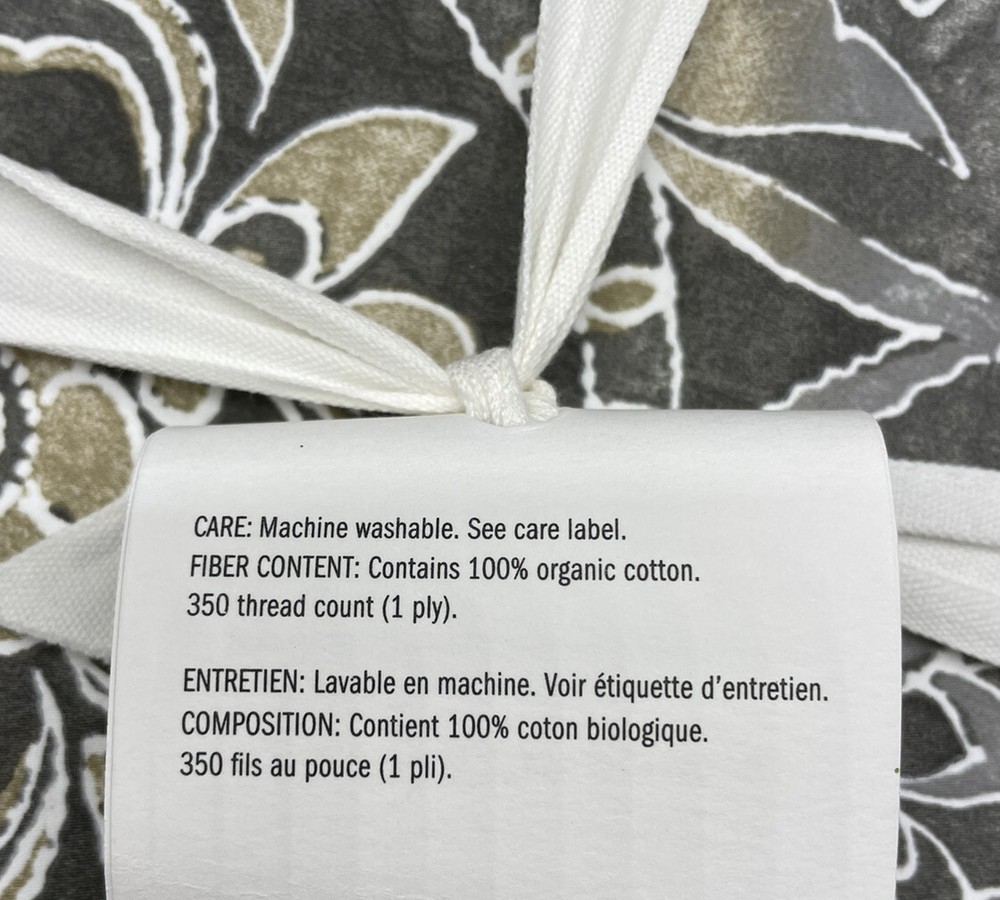 CARE: Machine washable. See care label.
FIBER CONTENT: Contains 100% organic cotton.
350 thread count (1 ply).
ENTRETIEN: Lavable en machine. Voir étiquette d’entretien.
COMPOSITION: Contient 100% coton biologique.
350 fils au pouce (1 pli).